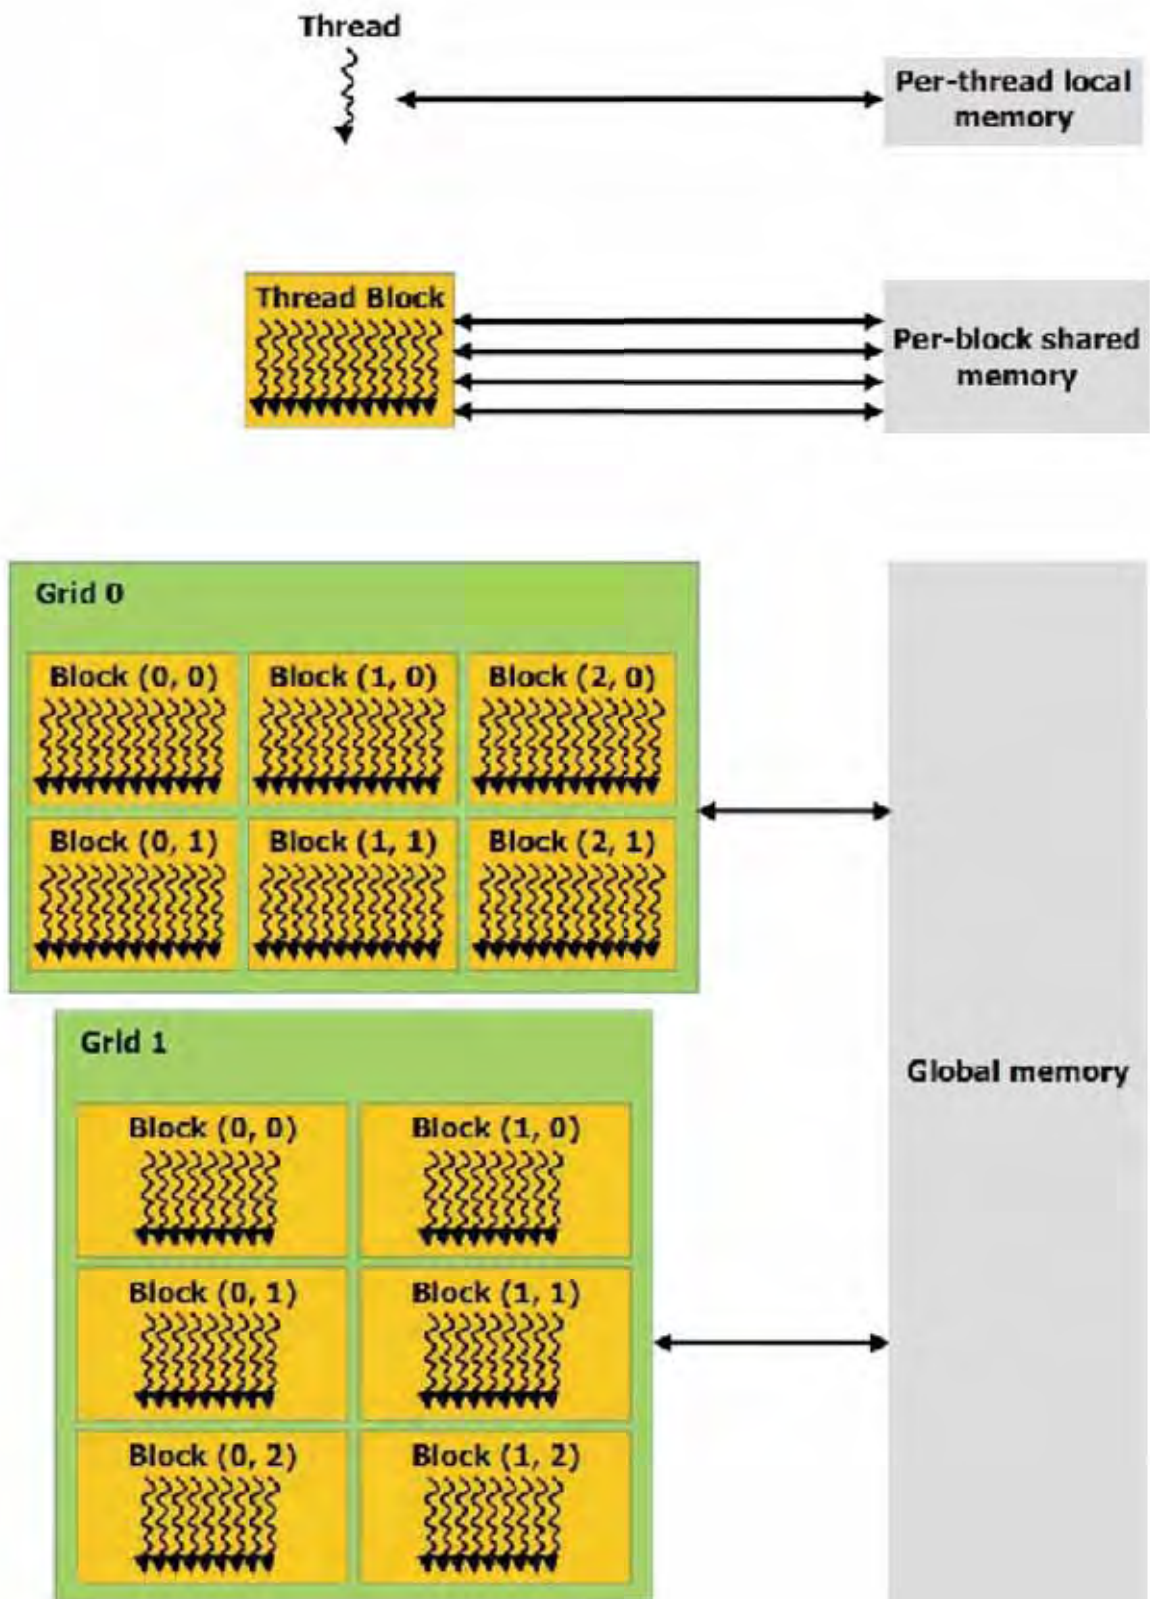 Thread
Per-thread local
memory
Thread Block
Per-block shared
memory
Grid 0
Block (0, 0)
Block (1, 0)
Block (2, 0)
Block (0, 1)
Block (1, 1)
Block (2, 1)
Grid 1
Block (0, 0)
Block (1, 0)
Block (0, 1)
Block (1, 1)
Block (0, 2)
Block (1, 2)
Global memory